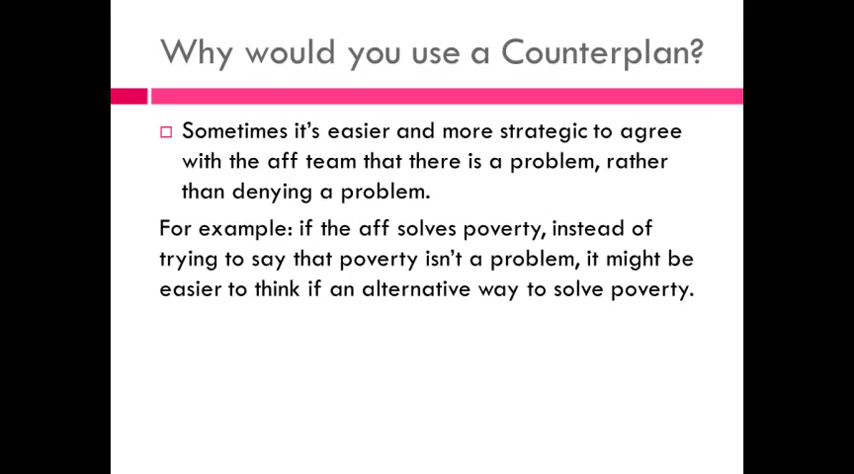 Why would you use a Counterplan?
Sometimes it's easier and more strategic to agree
with the aff team that there is a problem, rather
than denying a problem.
For example: if the aff solves poverty, instead of
trying to say that poverty isn't a problem, it might be
easier to think if an alternative way to solve poverty.